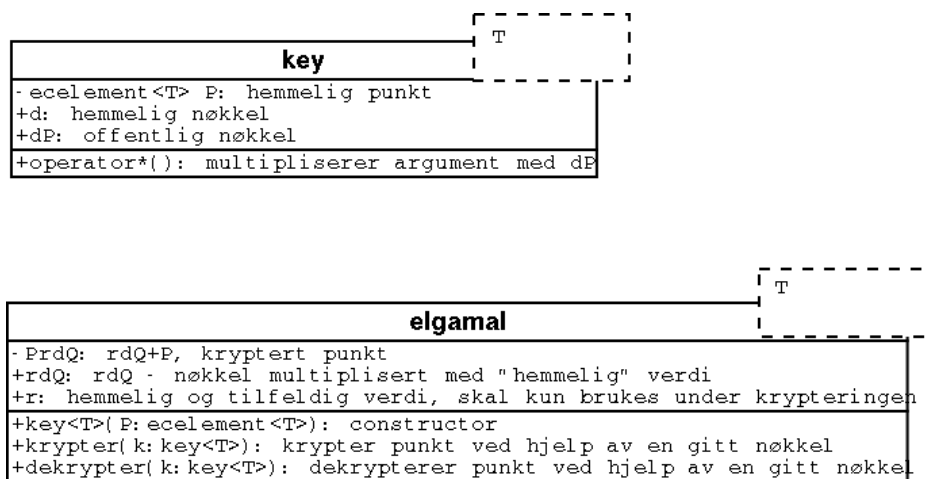 T
key
- ecelement<T> P: hemmelig punkt
+d: hemmelig nøkkel
+dP: offentlig nøkkel
+operator*(): multipliserer argument med dP
T
elgamal
- PrdQ: rdQ+P, kryptert punkt
+rdQ: rdQ - nøkkel multiplisert med "hemmelig" verdi
+r: hemmelig og tilfeldig verdi, skal kun brukes under krypteringen
+key<T>(P:ecelement<T>): constructor
+krypter(k:key<T>): krypter punkt ved hjelp av en gitt nøkkel
+dekrypter(k:key<T>): dekrypterer punkt ved hjelp av en gitt nøkkel